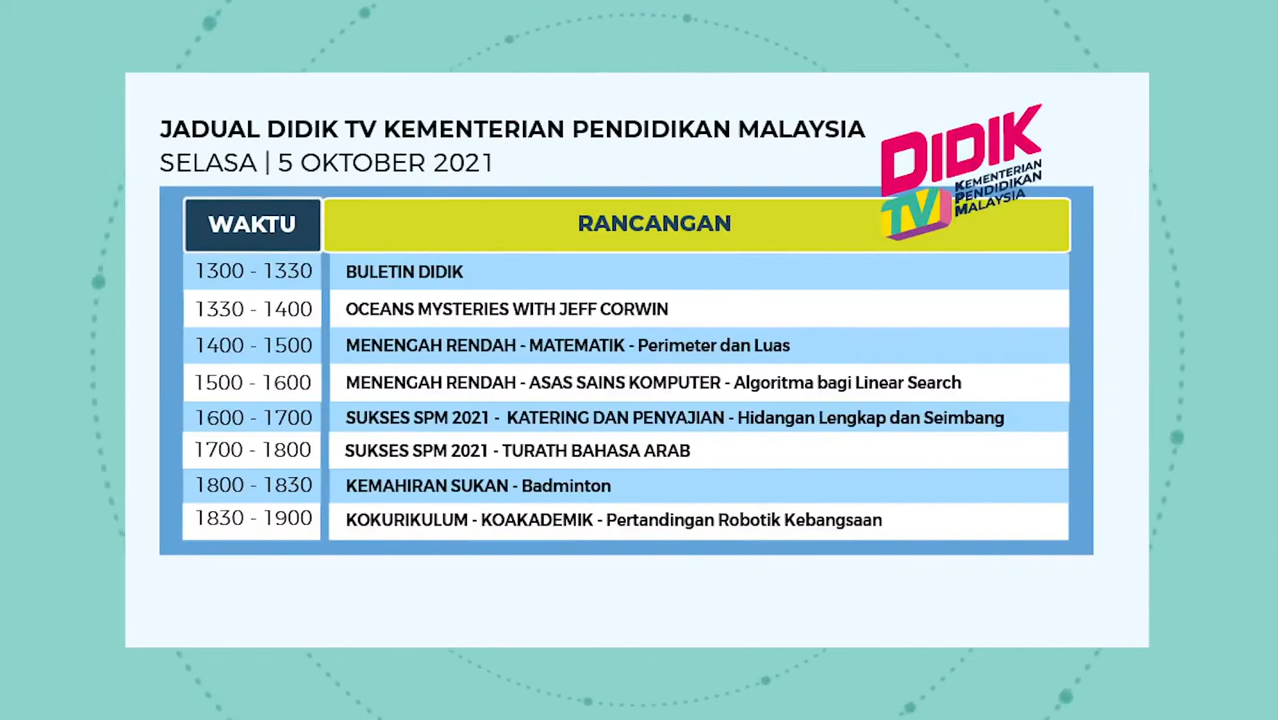 JADUAL DIDIK TV KEMENTERIAN PENDIDIKAN MALAYSIA
SELASA | 5 OKTOBER 2021
DIDIK
TV
KEMENTERIAN
PENDIDIKAN
MALAYSIA
WAKTU RANCANGAN
1300 - 1330 BULETIN DIDIK
1330 - 1400 OCEANS MYSTERIES WITH JEFF CORWIN
1400 - 1500 MENENGAH RENDAH - MATEMATIK - Perimeter dan Luas
1500 - 1600 MENENGAH RENDAH - ASAS SAINS KOMPUTER - Algoritma bagi Linear Search
1600 - 1700 SUKSES SPM 2021 - KATERING DAN PENYAJIAN - Hidangan Lengkap dan Seimbang
1700 - 1800 SUKSES SPM 2021 - TURATH BAHASA ARAB
1800 - 1830 KEMAHIRAN SUKAN - Badminton
1830 - 1900 KOKURIKULUM - KOAKADEMIK - Pertandingan Robotik Kebangsaan